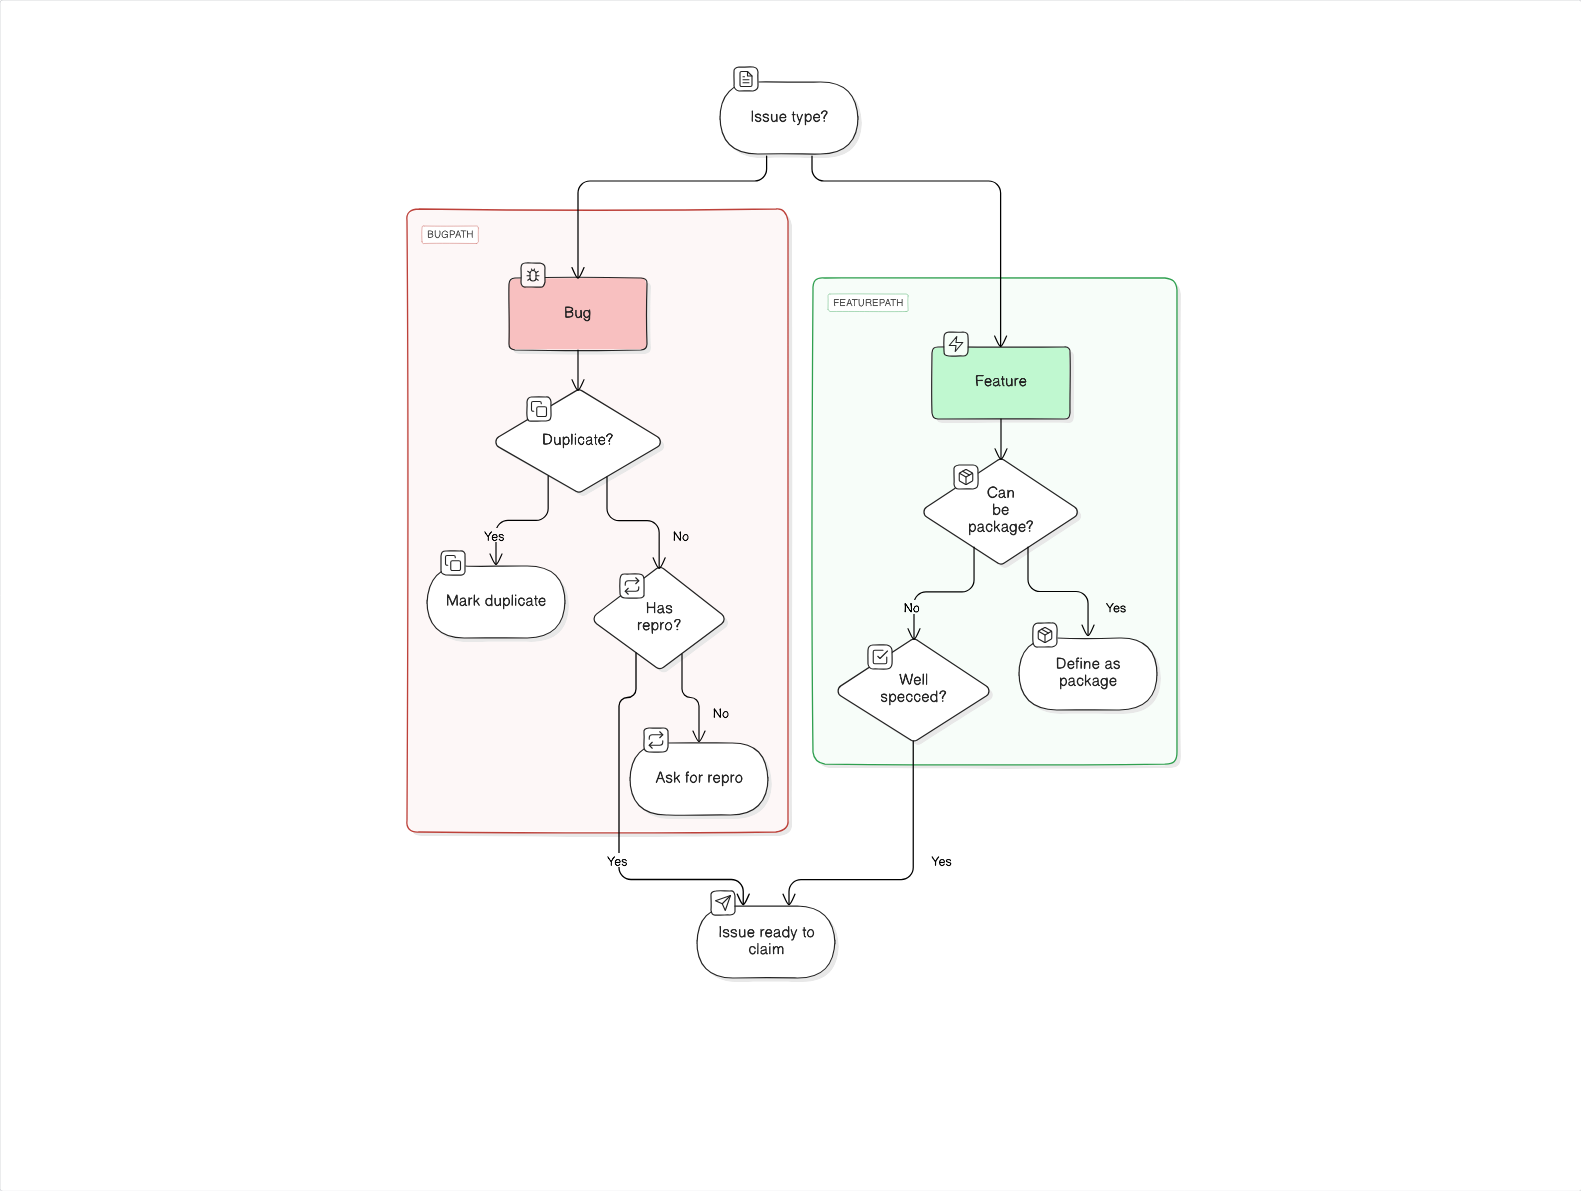 Issue type?
BUGPATH
Bug
Duplicate?
Yes
No
Mark duplicate
Has
repro?
No
Ask for repro
FEATUREPATH
Feature
Can
be
package?
No
Yes
Well
specced?
Define as
package
Yes
Yes
Issue ready to
claim